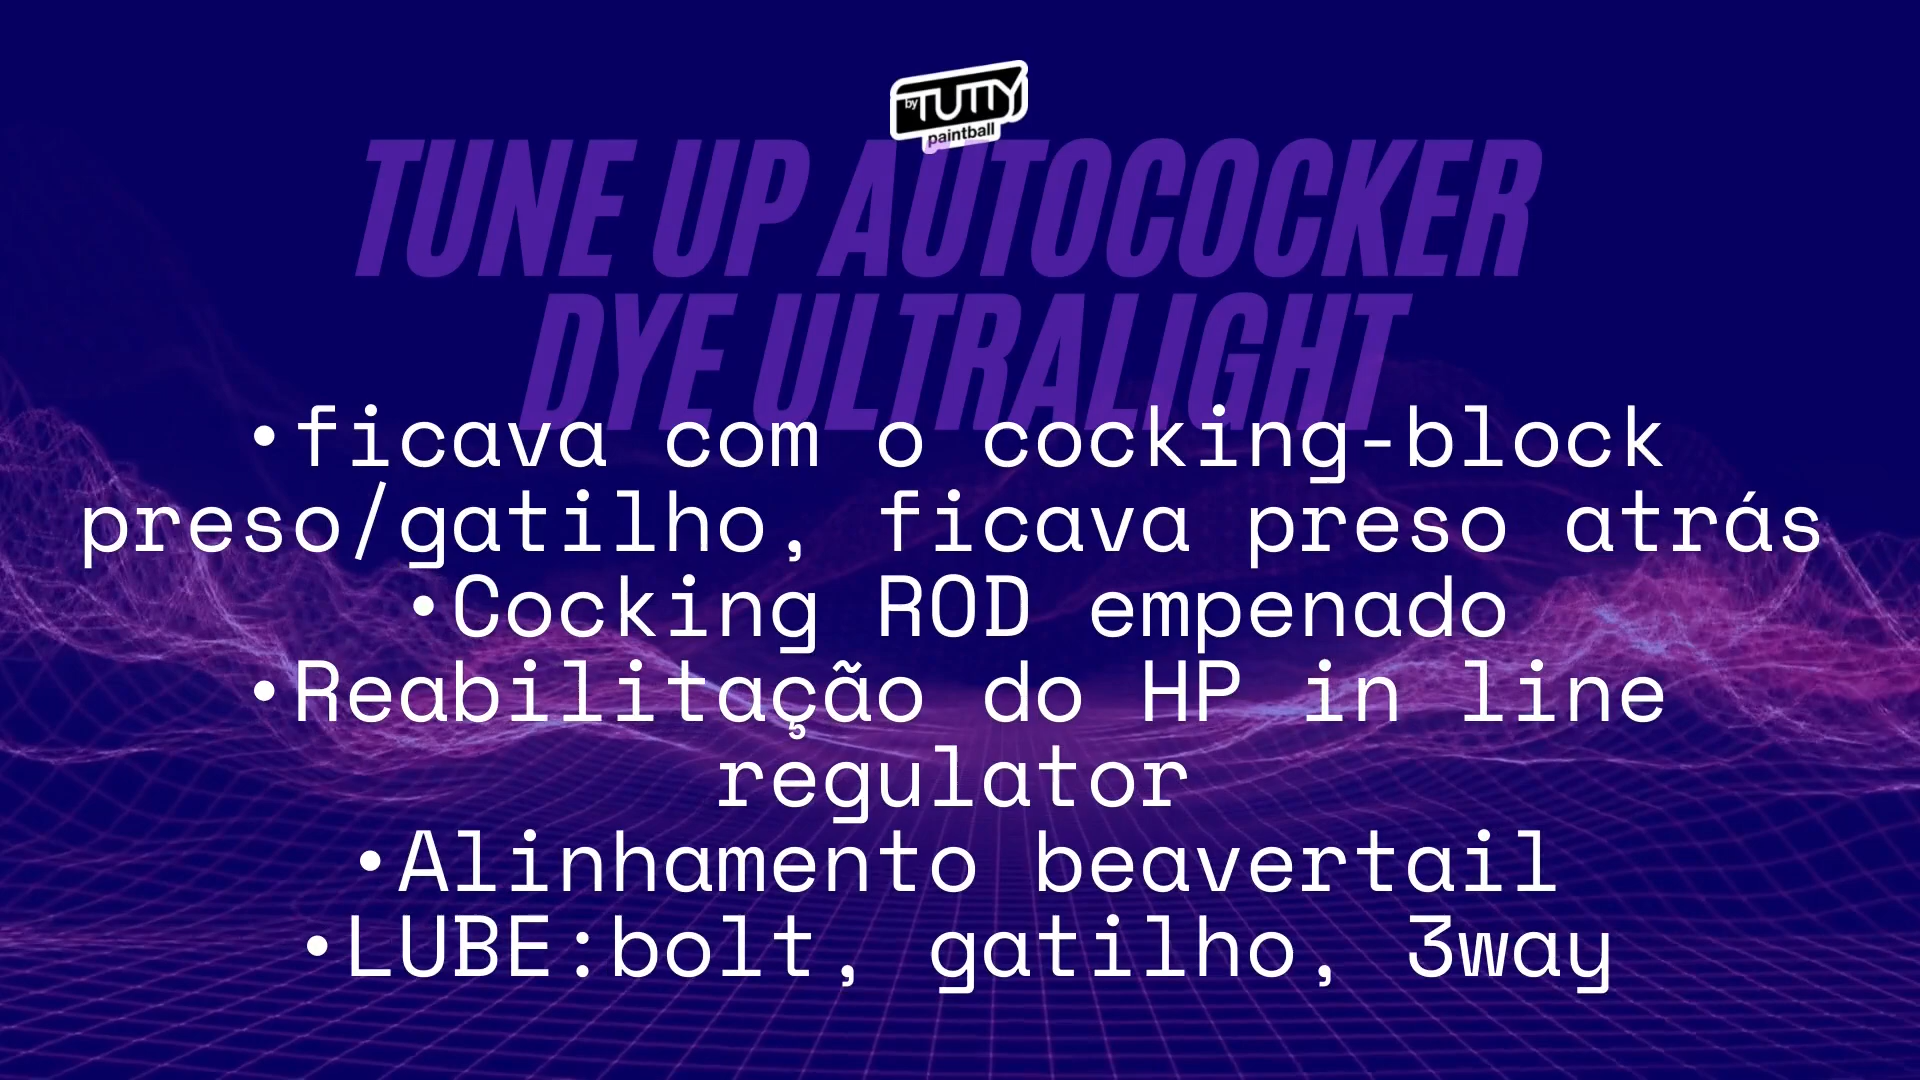 by TUTTY
paintball
TUNE UP AUTOCOCKER
DYE ULTRALIGHT
•ficava com o cocking-block
preso/gatilho, ficava preso atrás
•Cocking ROD empenado
•Reabilitação do HP in line
regulator
•Alinhamento beavertail
•LUBE:bolt, gatilho, 3way